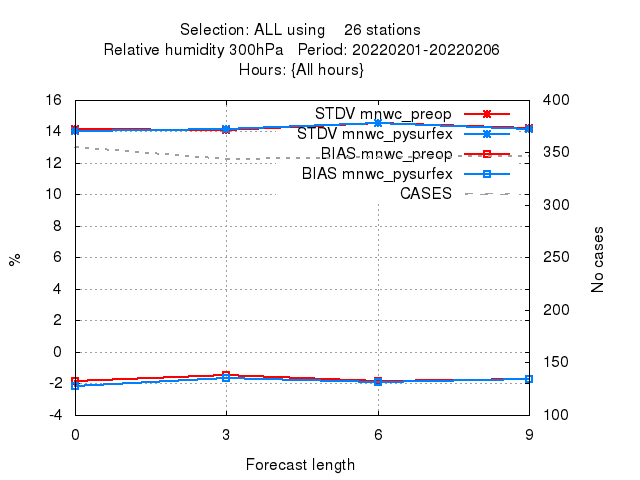 Selection: ALL using    26 stations
Relative humidity 300hPa   Period: 20220201-20220206
Hours: {All hours}
STDV mnwc_preop
STDV mnwc_pysurfex
BIAS mnwc_preop
BIAS mnwc_pysurfex
CASES
16
14
12
10
8
6
4
2
0
-2
-4
400
350
300
250
200
150
100
%
No cases
0 3 6 9
Forecast length